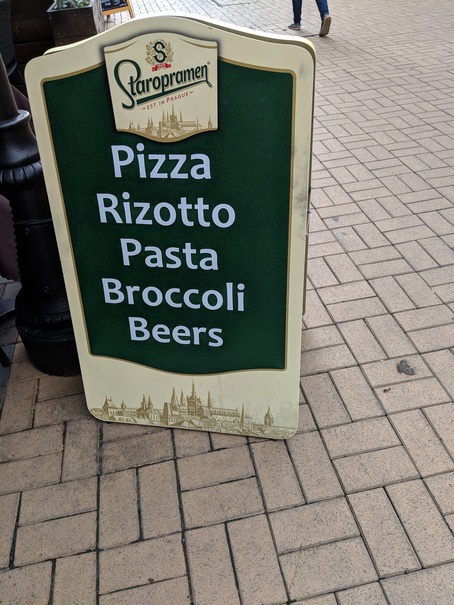 Staropramen
EST. IN PRAGUE
Pizza
Rizotto
Pasta
Broccoli
Beers